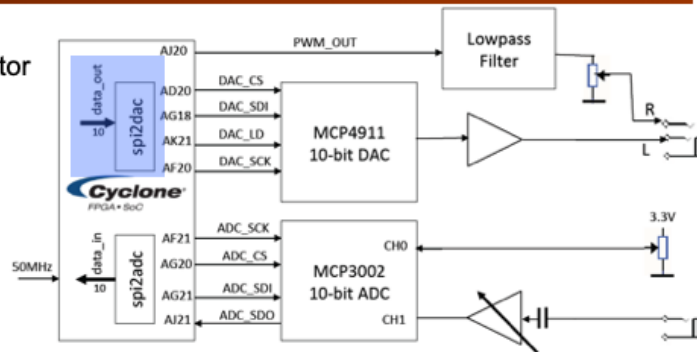 tor
PWM_OUT
AJ20
Lowpass
Filter
data_out
10
spi2dac
AD20
DAC_CS
AG18
DAC_SDI
AK21
DAC_LD
AF20
DAC_SCK
MCP4911
10-bit DAC
R
L
Cyclone
FPGA • SoC
50MHz
data_in
10
spi2adc
AF21
ADC_SCK
AG20
ADC_CS
AG21
ADC_SDI
AJ21
ADC_SDO
MCP3002
10-bit ADC
CH0
CH1
3.3V